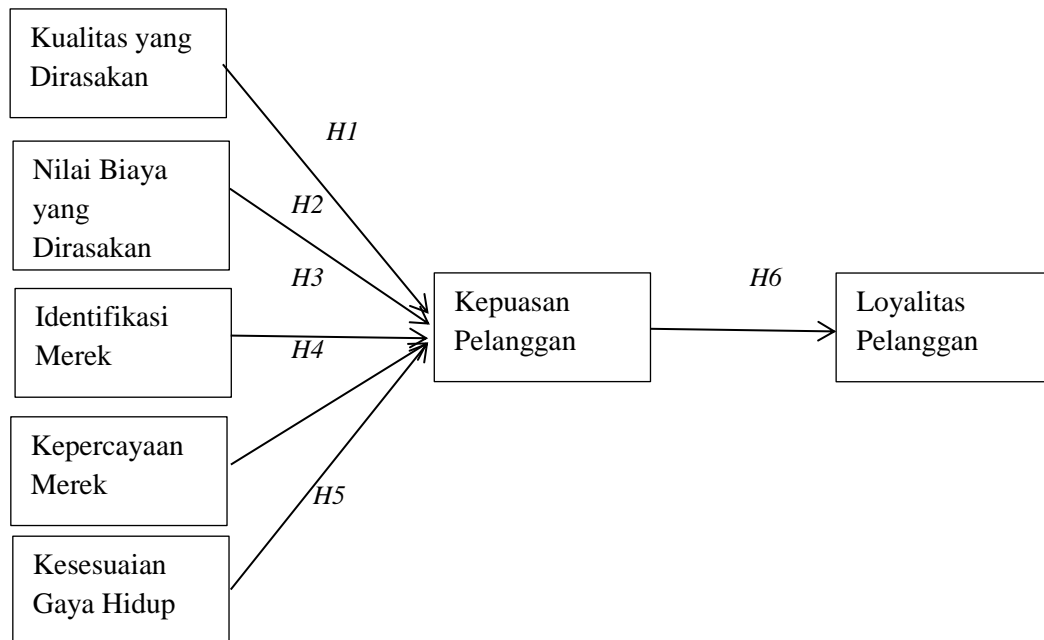 Kualitas yang
Dirasakan
H1
Nilai Biaya
yang
Dirasakan
H2
H3
Identifikasi
Merek
H4
Kepuasan
Pelanggan
H6
Loyalitas
Pelanggan
Kepercayaan
Merek
H5
Kesesuaian
Gaya Hidup